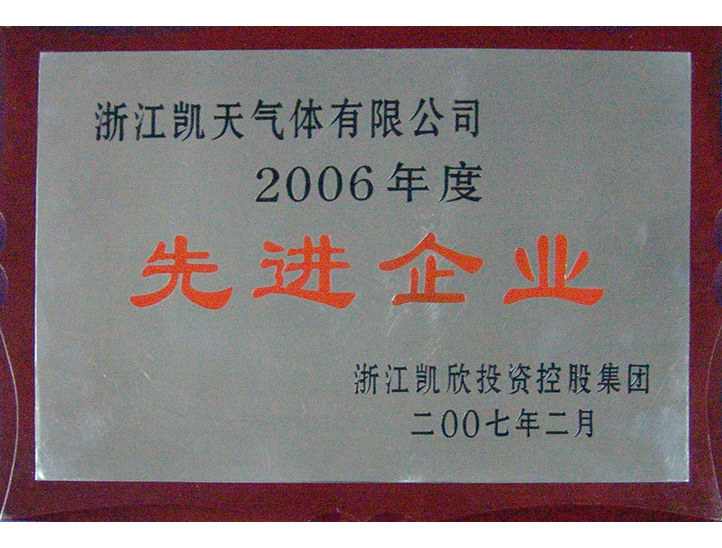 浙江凯天气体有限公司
2006年度
先进企业
浙江凯欣投资控股集团
二00七年二月